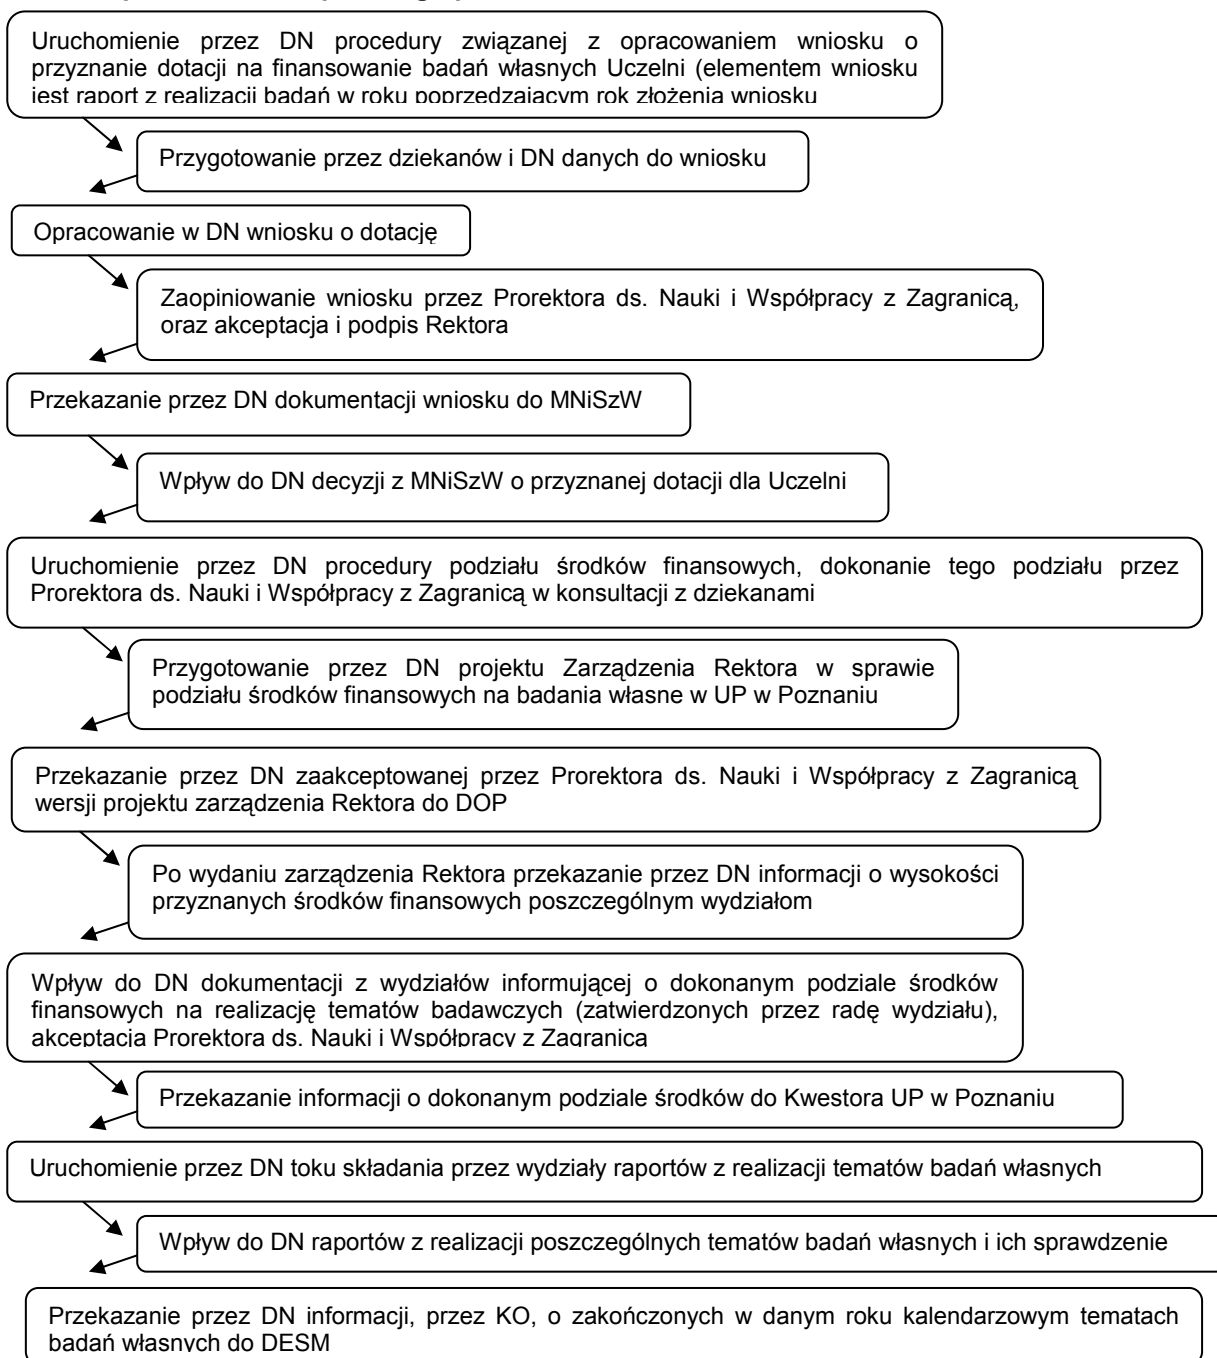 Uruchomienie przez DN procedury związanej z opracowaniem wniosku o
przyznanie dotacji na finansowanie badań własnych Uczelni (elementem wniosku
jest raport z realizacji badań w roku poprzedzającym rok złożenia wniosku
Przygotowanie przez dziekanów i DN danych do wniosku
Opracowanie w DN wniosku o dotację
Zaopiniowanie wniosku przez Prorektora ds. Nauki i Współpracy z Zagranicą,
oraz akceptacja i podpis Rektora
Przekazanie przez DN dokumentacji wniosku do MNiSzW
Wpływ do DN decyzji z MNiSzW o przyznanej dotacji dla Uczelni
Uruchomienie przez DN procedury podziału środków finansowych, dokonanie tego podziału przez
Prorektora ds. Nauki i Współpracy z Zagranicą w konsultacji z dziekanami
Przygotowanie przez DN projektu Zarządzenia Rektora w sprawie
podziału środków finansowych na badania własne w UP w Poznaniu
Przekazanie przez DN zaakceptowanej przez Prorektora ds. Nauki i Współpracy z Zagranicą
wersji projektu zarządzenia Rektora do DOP
Po wydaniu zarządzenia Rektora przekazanie przez DN informacji o wysokości
przyznanych środków finansowych poszczególnym wydziałom
Wpływ do DN dokumentacji z wydziałów informującej o dokonanym podziale środków
finansowych na realizację tematów badawczych (zatwierdzonych przez radę wydziału),
akceptacja Prorektora ds. Nauki i Współpracy z Zagranicą
Przekazanie informacji o dokonanym podziale środków do Kwestora UP w Poznaniu
Uruchomienie przez DN toku składania przez wydziały raportów z realizacji tematów badań własnych
Wpływ do DN raportów z realizacji poszczególnych tematów badań własnych i ich sprawdzenie
Przekazanie przez DN informacji, przez KO, o zakończonych w danym roku kalendarzowym tematach
badań własnych do DESM